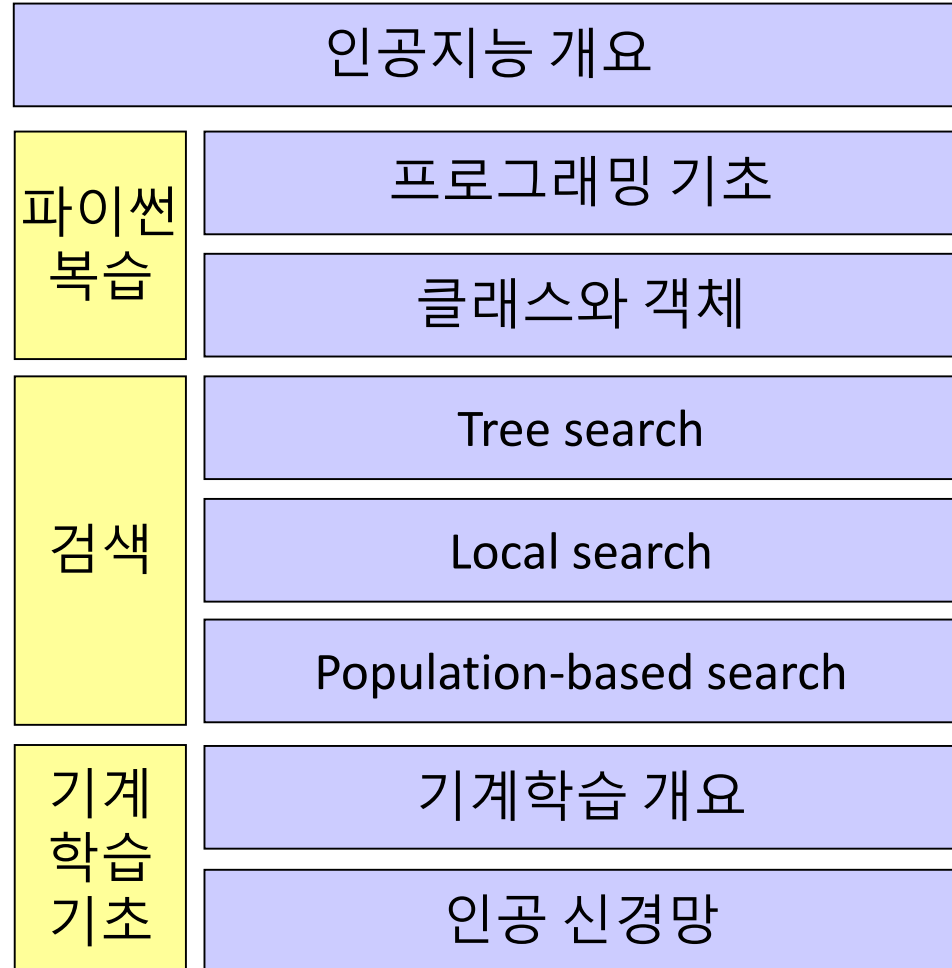 인공지능 개요
파이썬
복습
프로그래밍 기초
클래스와 객체
검색
Tree search
Local search
Population-based search
기계
학습
기초
기계학습 개요
인공 신경망